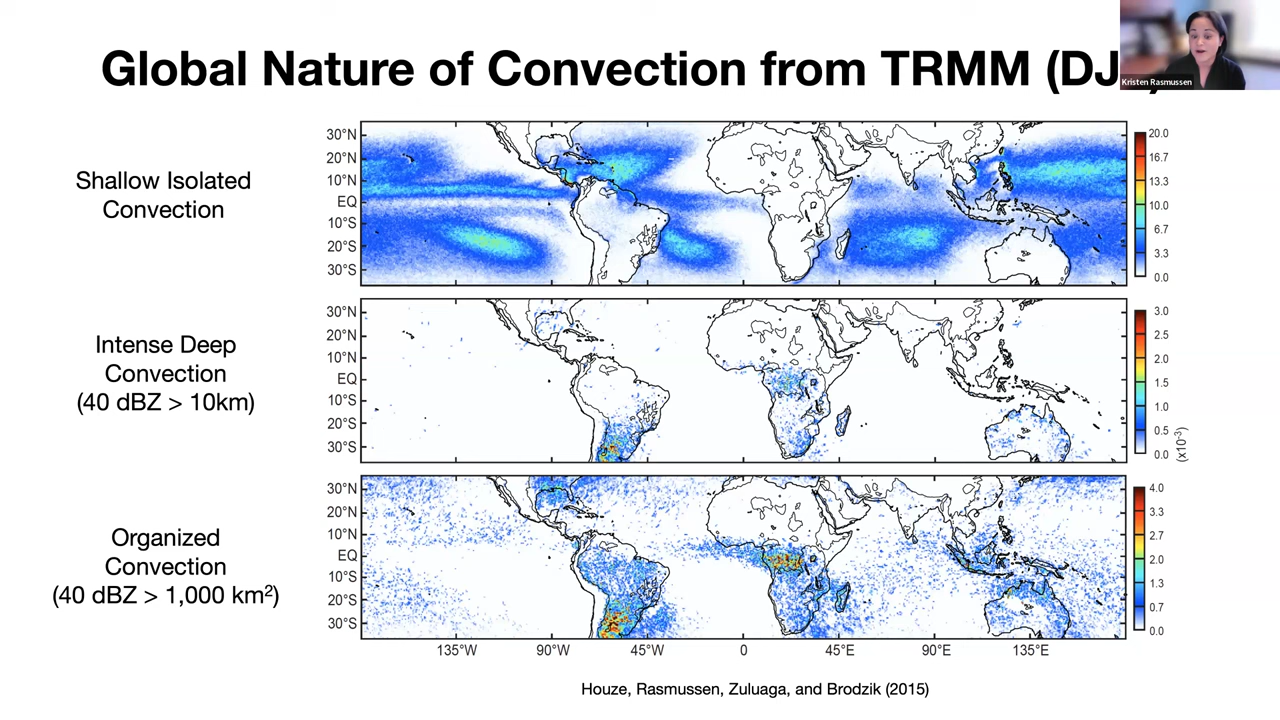 Global Nature of Convection from TRMM (DJ
Kristen Rasmussen
Shallow Isolated
Convection
30°N
20°N
10°N
EQ
10°S
20°S
30°S
20.0
16.7
13.3
10.0
6.7
3.3
0.0
Intense Deep
Convection
(40 dBZ > 10km)
30°N
20°N
10°N
EQ
10°S
20°S
30°S
3.0
2.5
2.0
1.5
1.0
0.5
0.0
(x10⁻³)
Organized
Convection
(40 dBZ > 1,000 km²)
30°N
20°N
10°N
EQ
10°S
20°S
30°S
4.0
3.3
2.7
2.0
1.3
0.7
0.0
135°W
90°W
45°W
0
45°E
90°E
135°E
Houze, Rasmussen, Zuluaga, and Brodzik (2015)